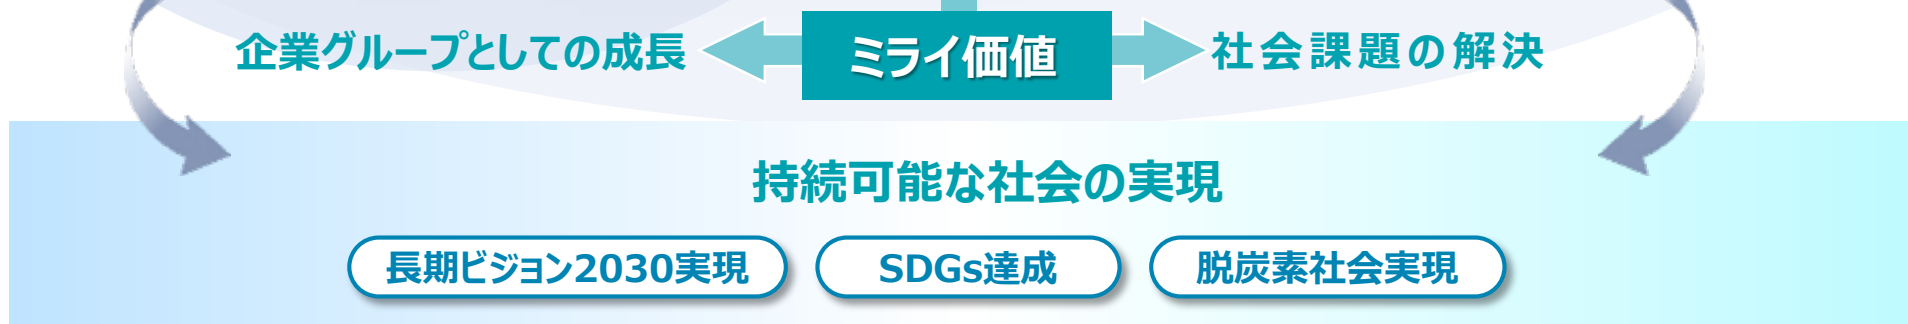 企業グループとしての成長 ミライ価値 社会課題の解決
持続可能な社会の実現
長期ビジョン2030実現 SDGs達成 脱炭素社会実現